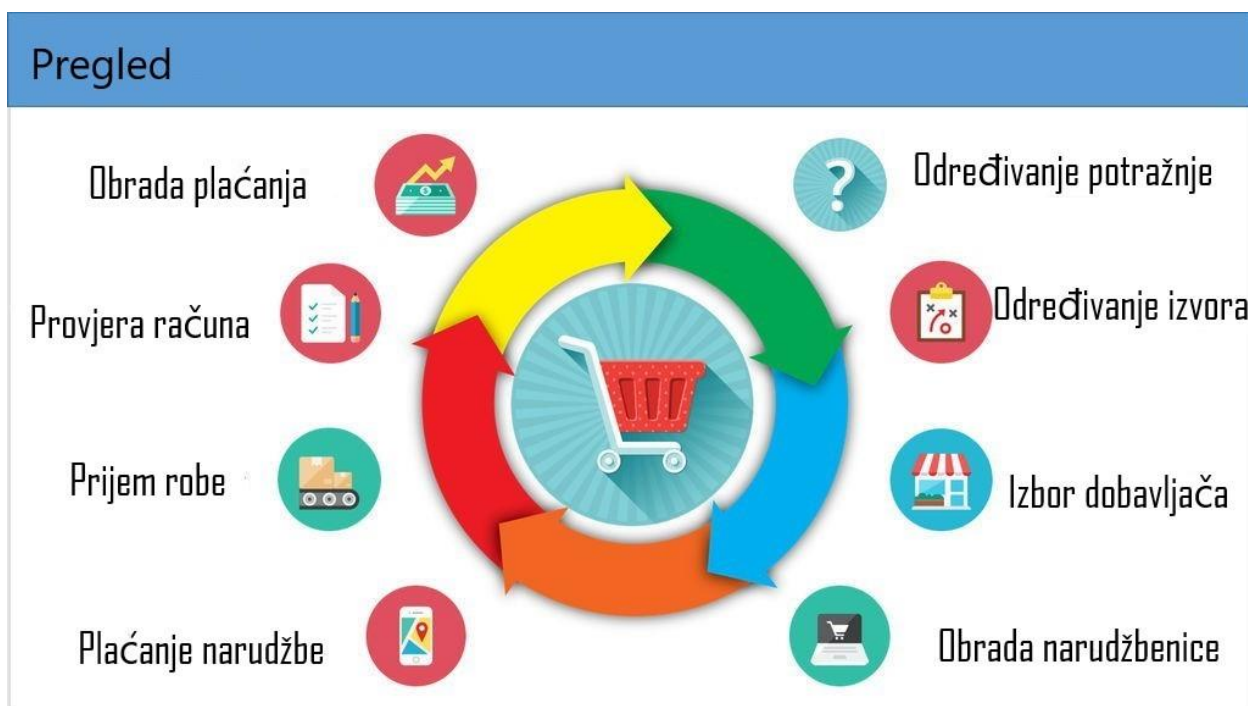 Pregled
Obrada plaćanja
Određivanje potražnje
Provjera računa
Određivanje izvora
Prijem robe
Izbor dobavljača
Plaćanje narudžbe
Obrada narudžbenice